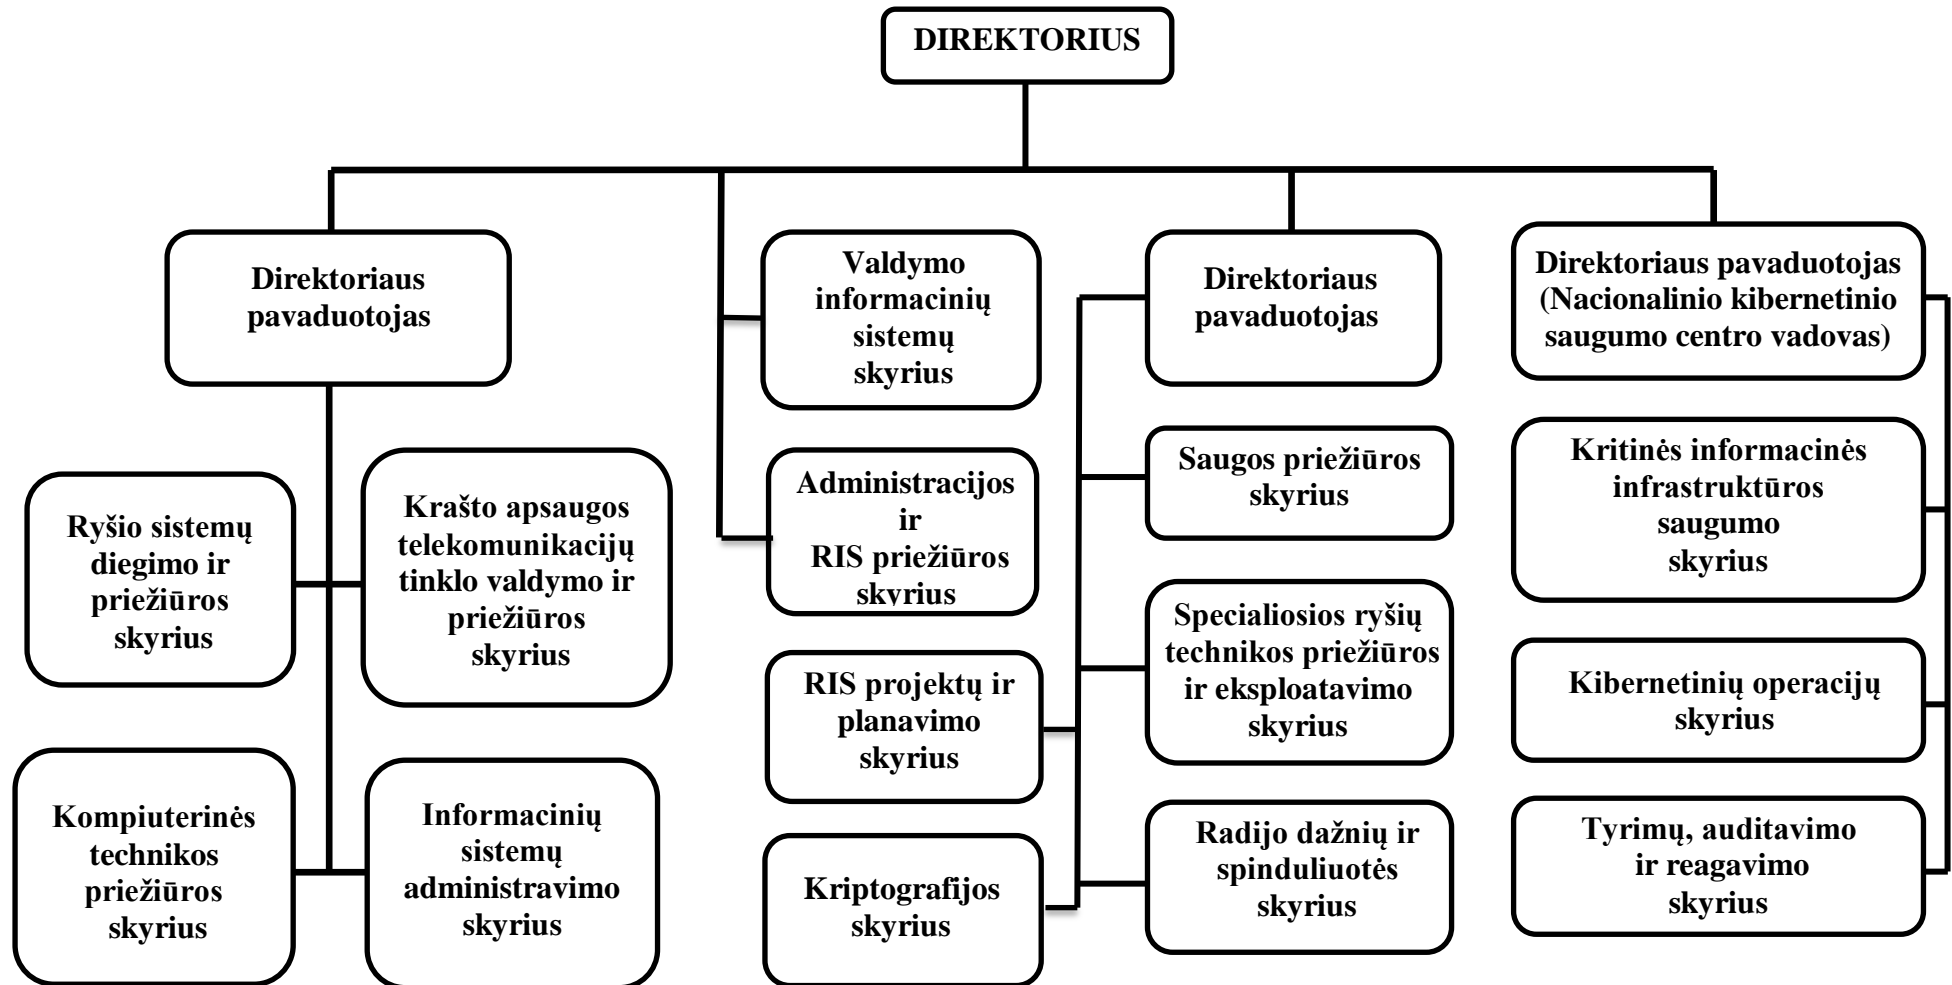 DIREKTORIUS
Direktoriaus
pavaduotojas
Ryšio sistemų
diegimo ir
priežiūros
skyrius
Krašto apsaugos
telekomunikacijų
tinklo valdymo ir
priežiūros
skyrius
Kompiuterinės
technikos
priežiūros
skyrius
Informacinių
sistemų
administravimo
skyrius
Valdymo
informacinių
sistemų
skyrius
Administracijos
ir
RIS priežiūros
skyrius
RIS projektų ir
planavimo
skyrius
Kriptografijos
skyrius
Direktoriaus
pavaduotojas
Saugos priežiūros
skyrius
Specialiosios ryšių
technikos priežiūros
ir eksploatavimo
skyrius
Radijo dažnių ir
spinduliuotės
skyrius
Direktoriaus pavaduotojas
(Nacionalinio kibernetinio
saugumo centro vadovas)
Kritinės informacinės
infrastruktūros
saugumo
skyrius
Kibernetinių operacijų
skyrius
Tyrimų, auditavimo
ir reagavimo
skyrius